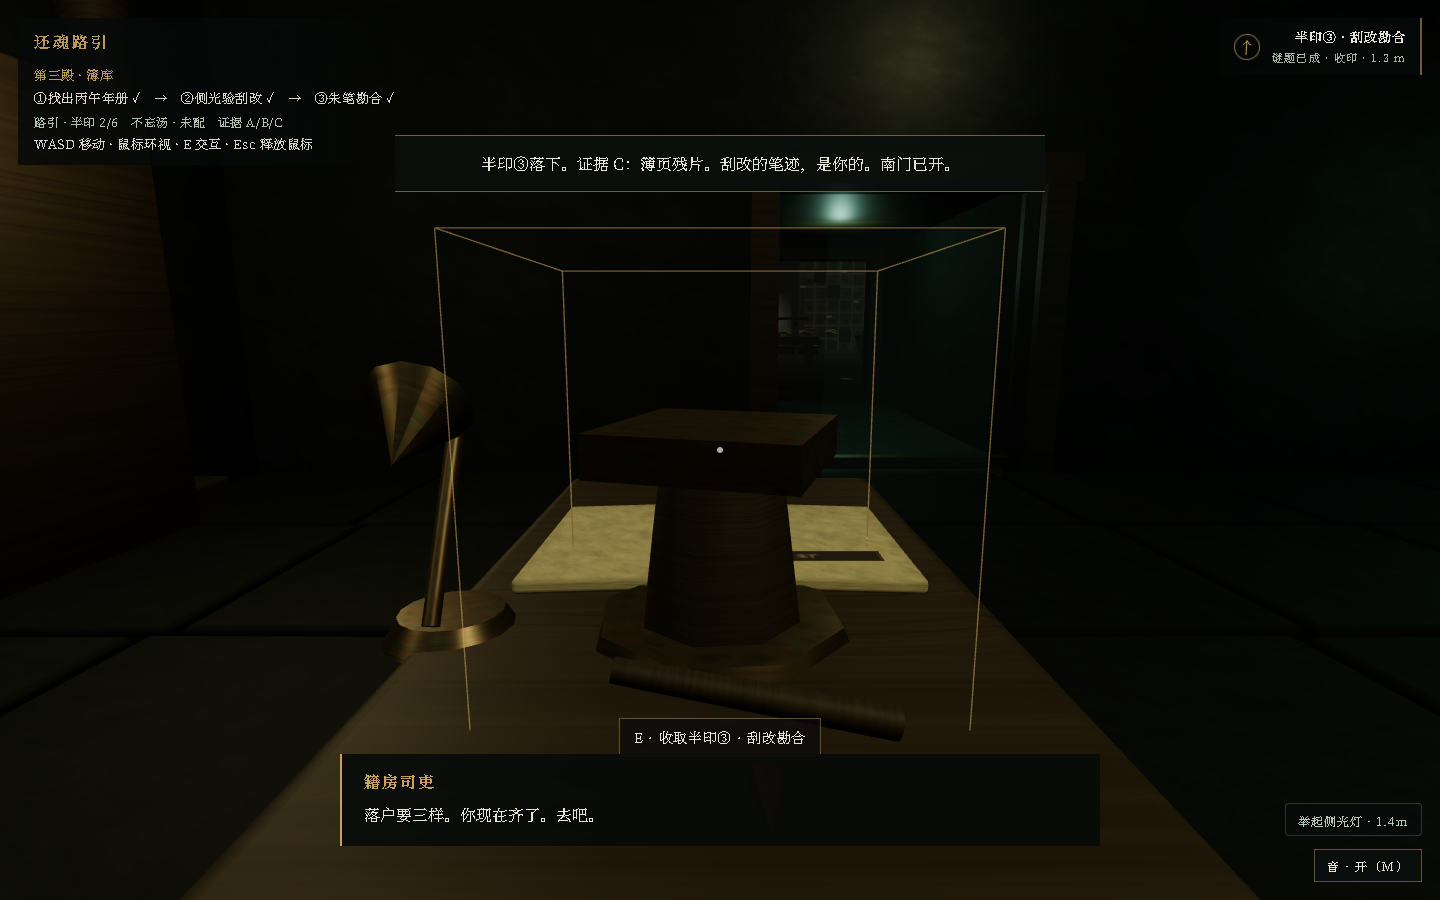 还魂路引
第三殿 · 簿库
①找出丙午年册 ✓ → ②侧光验刮改 ✓ → ③朱笔勘合 ✓
路引 · 半印 2/6 不忘汤 · 未配 证据 A/B/C
WASD 移动 · 鼠标环视 · E 交互 · Esc 释放鼠标
半印③ · 刮改勘合
谜题已成 · 收印 · 1.3 m
半印③落下。证据 C：簿页残片。刮改的笔迹，是你的。南门已开。
E · 收取半印③ · 刮改勘合
籍房司吏
落户要三样。你现在齐了。去吧。
举起侧光灯 · 1.4m
音 · 开（M）